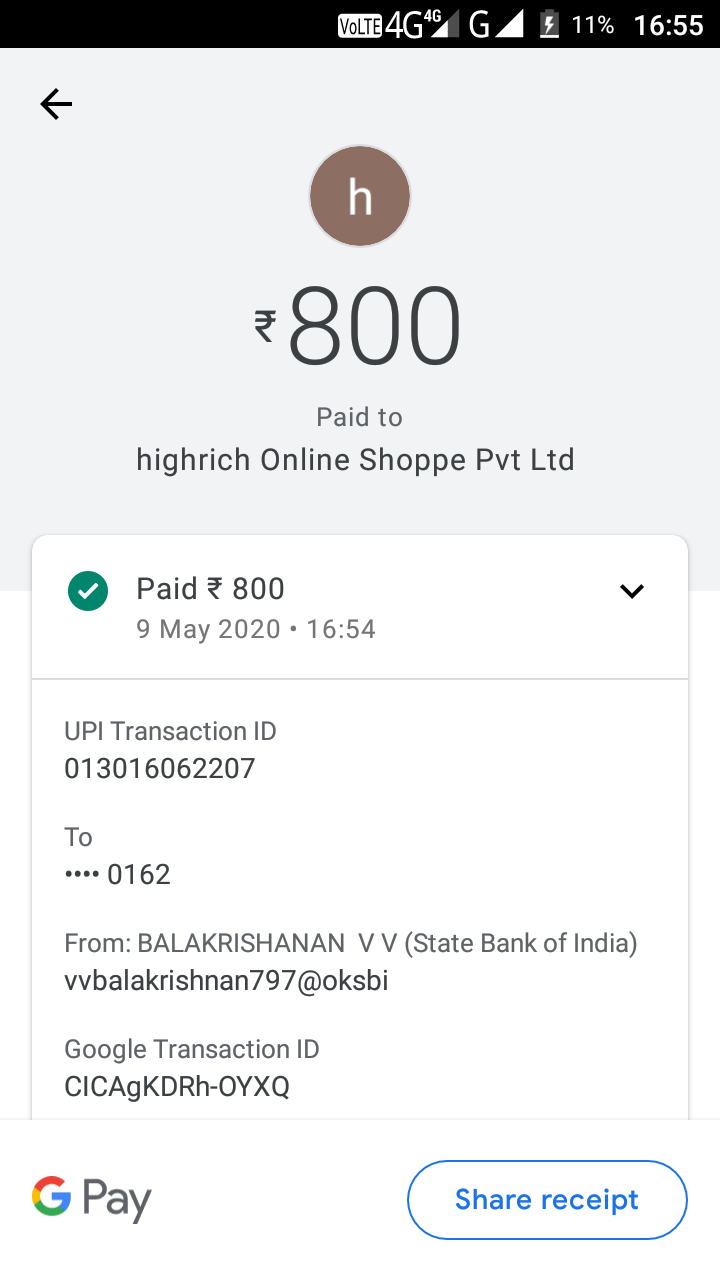 VoLTE 4G 4G G 11% 16:55
h
₹800
Paid to
highrich Online Shoppe Pvt Ltd
Paid ₹ 800
9 May 2020 • 16:54
UPI Transaction ID
013016062207
To
•••• 0162
From: BALAKRISHANAN  V V (State Bank of India)
vvbalakrishnan797@oksbi
Google Transaction ID
CICAgKDRh-OYXQ
G Pay
Share receipt